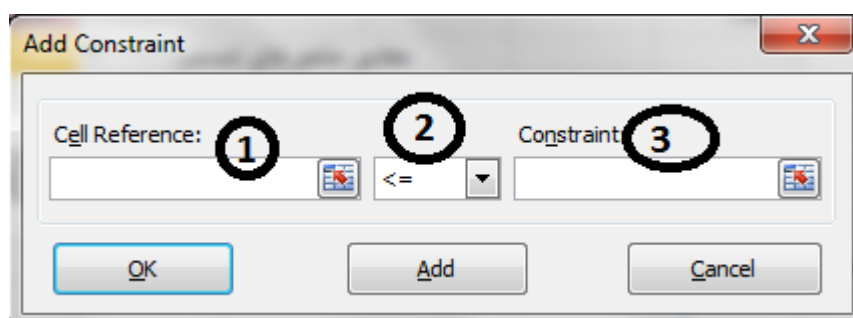 Add Constraint
Cell Reference:
1
2
Constraint:
3
<=
OK
Add
Cancel